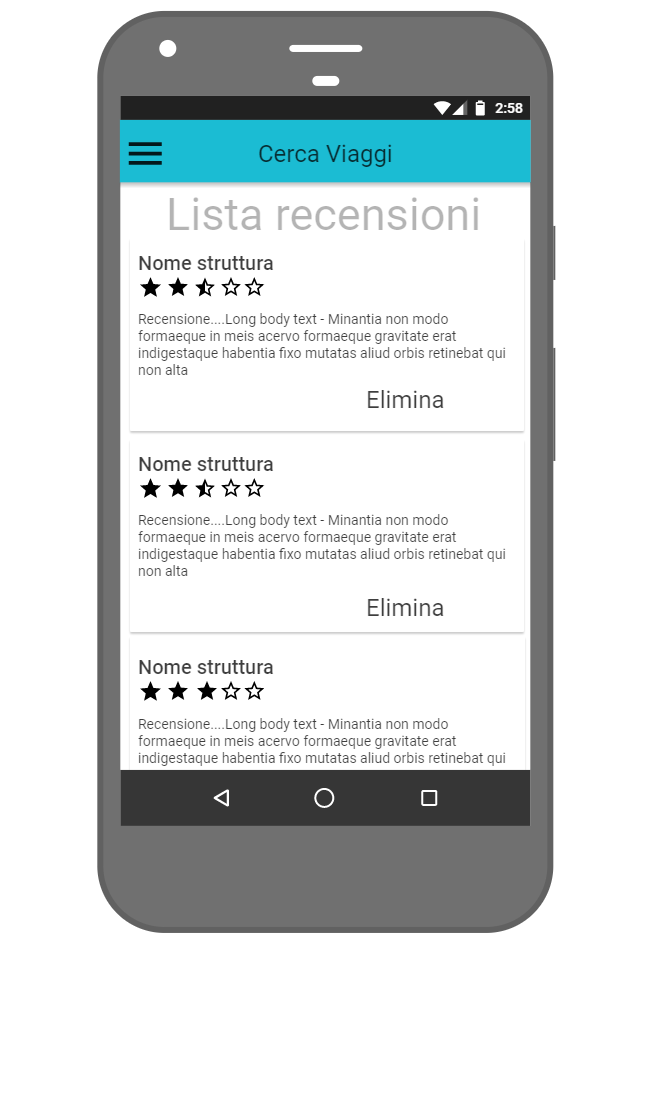 2:58
Cerca Viaggi
Lista recensioni
Nome struttura
Recensione....Long body text - Minantia non modo
formaeque in meis acervo formaeque gravitate erat
indigestaque habentia fixo mutatas aliud orbis retinebat qui
non alta
Elimina
Nome struttura
Recensione....Long body text - Minantia non modo
formaeque in meis acervo formaeque gravitate erat
indigestaque habentia fixo mutatas aliud orbis retinebat qui
non alta
Elimina
Nome struttura
Recensione....Long body text - Minantia non modo
formaeque in meis acervo formaeque gravitate erat
indigestaque habentia fixo mutatas aliud orbis retinebat qui